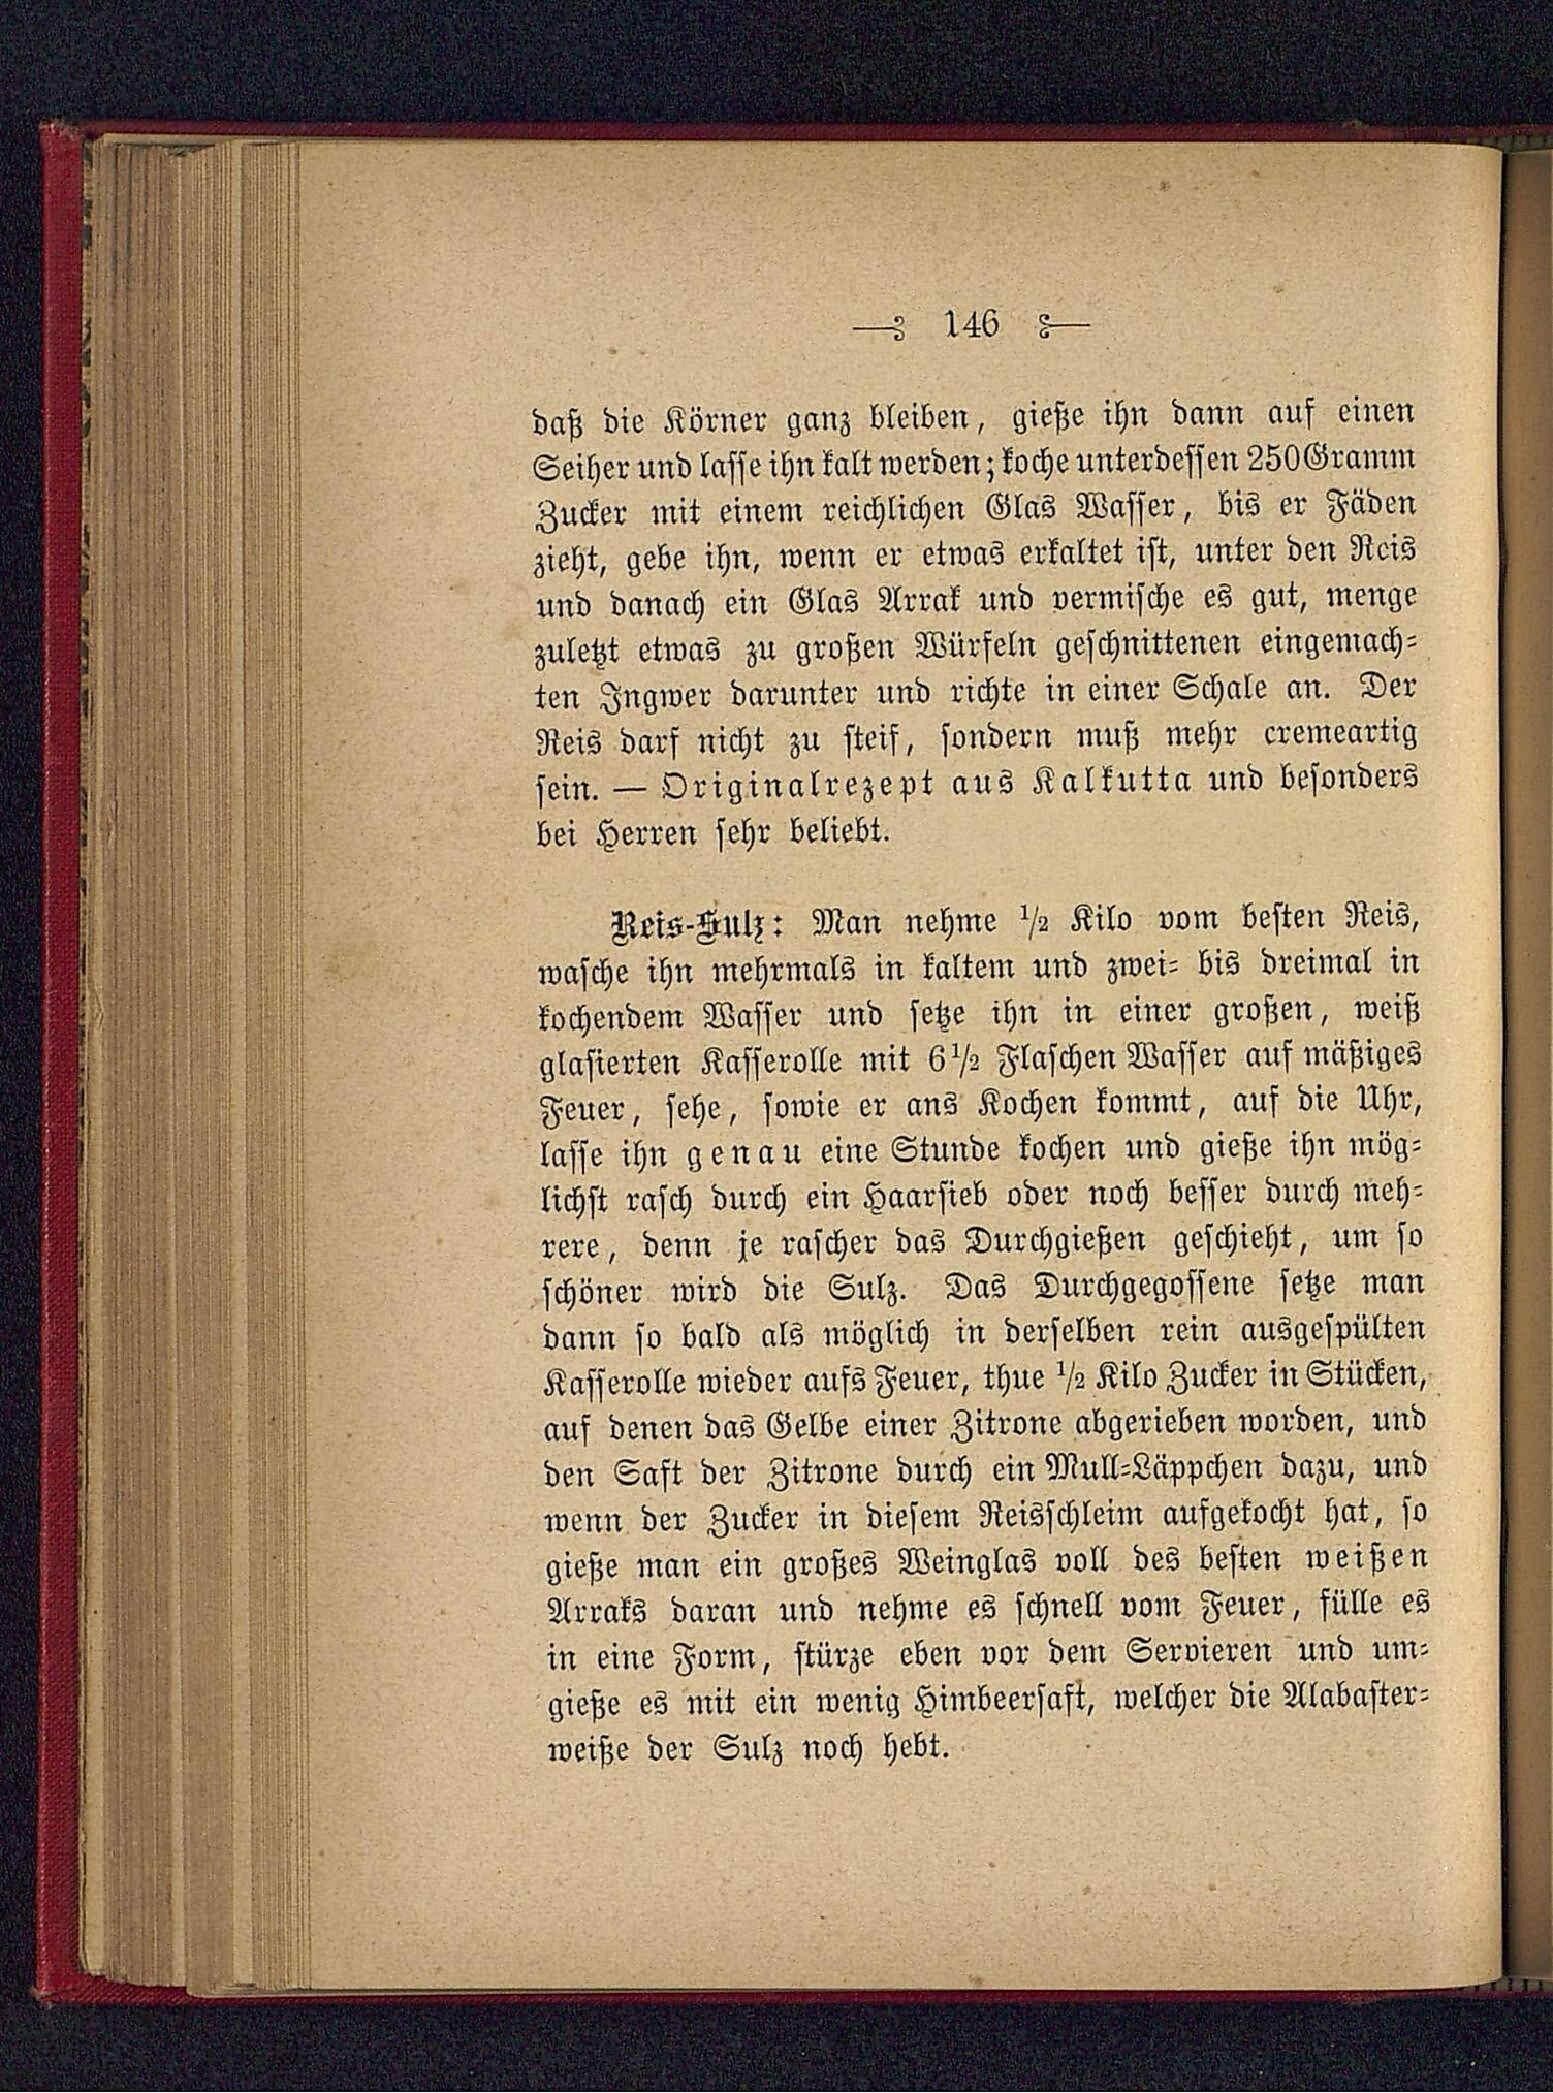 146
daß die Körner ganz bleiben, gieße ihn dann auf einen
Seiher und lasse ihn kalt werden; koche unterdessen 250 Gramm
Zucker mit einem reichlichen Glas Wasser, bis er Fäden
zieht, gebe ihn, wenn er etwas erkaltet ist, unter den Reis
und danach ein Glas Arrak und vermische es gut, menge
zuletzt etwas zu großen Würfeln geschnittenen eingemach-
ten Ingwer darunter und richte in einer Schale an. Der
Reis darf nicht zu steif, sondern muß mehr cremeartig
sein. — Originalrezept aus Kalkutta und besonders
bei Herren sehr beliebt.
Reis-Sulz: Man nehme 1/2 Kilo vom besten Reis,
wasche ihn mehrmals in kaltem und zwei- bis dreimal in
kochendem Wasser und setze ihn in einer großen, weiß
glasierten Kasserolle mit 6 1/2 Flaschen Wasser auf mäßiges
Feuer, sehe, sowie er ans Kochen kommt, auf die Uhr,
lasse ihn genau eine Stunde kochen und gieße ihn mög-
lichst rasch durch ein Haarsieb oder noch besser durch meh-
rere, denn je rascher das Durchgießen geschieht, um so
schöner wird die Sulz. Das Durchgegossene setze man
dann so bald als möglich in derselben rein ausgespülten
Kasserolle wieder aufs Feuer, thue 1/2 Kilo Zucker in Stücken,
auf denen das Gelbe einer Zitrone abgerieben worden, und
den Saft der Zitrone durch ein Mull-Läppchen dazu, und
wenn der Zucker in diesem Reisschleim aufgekocht hat, so
gieße man ein großes Weinglas voll des besten weißen
Arraks daran und nehme es schnell vom Feuer, fülle es
in eine Form, stürze eben vor dem Servieren und um-
gieße es mit ein wenig Himbeersaft, welcher die Alabaster-
weiße der Sulz noch hebt.